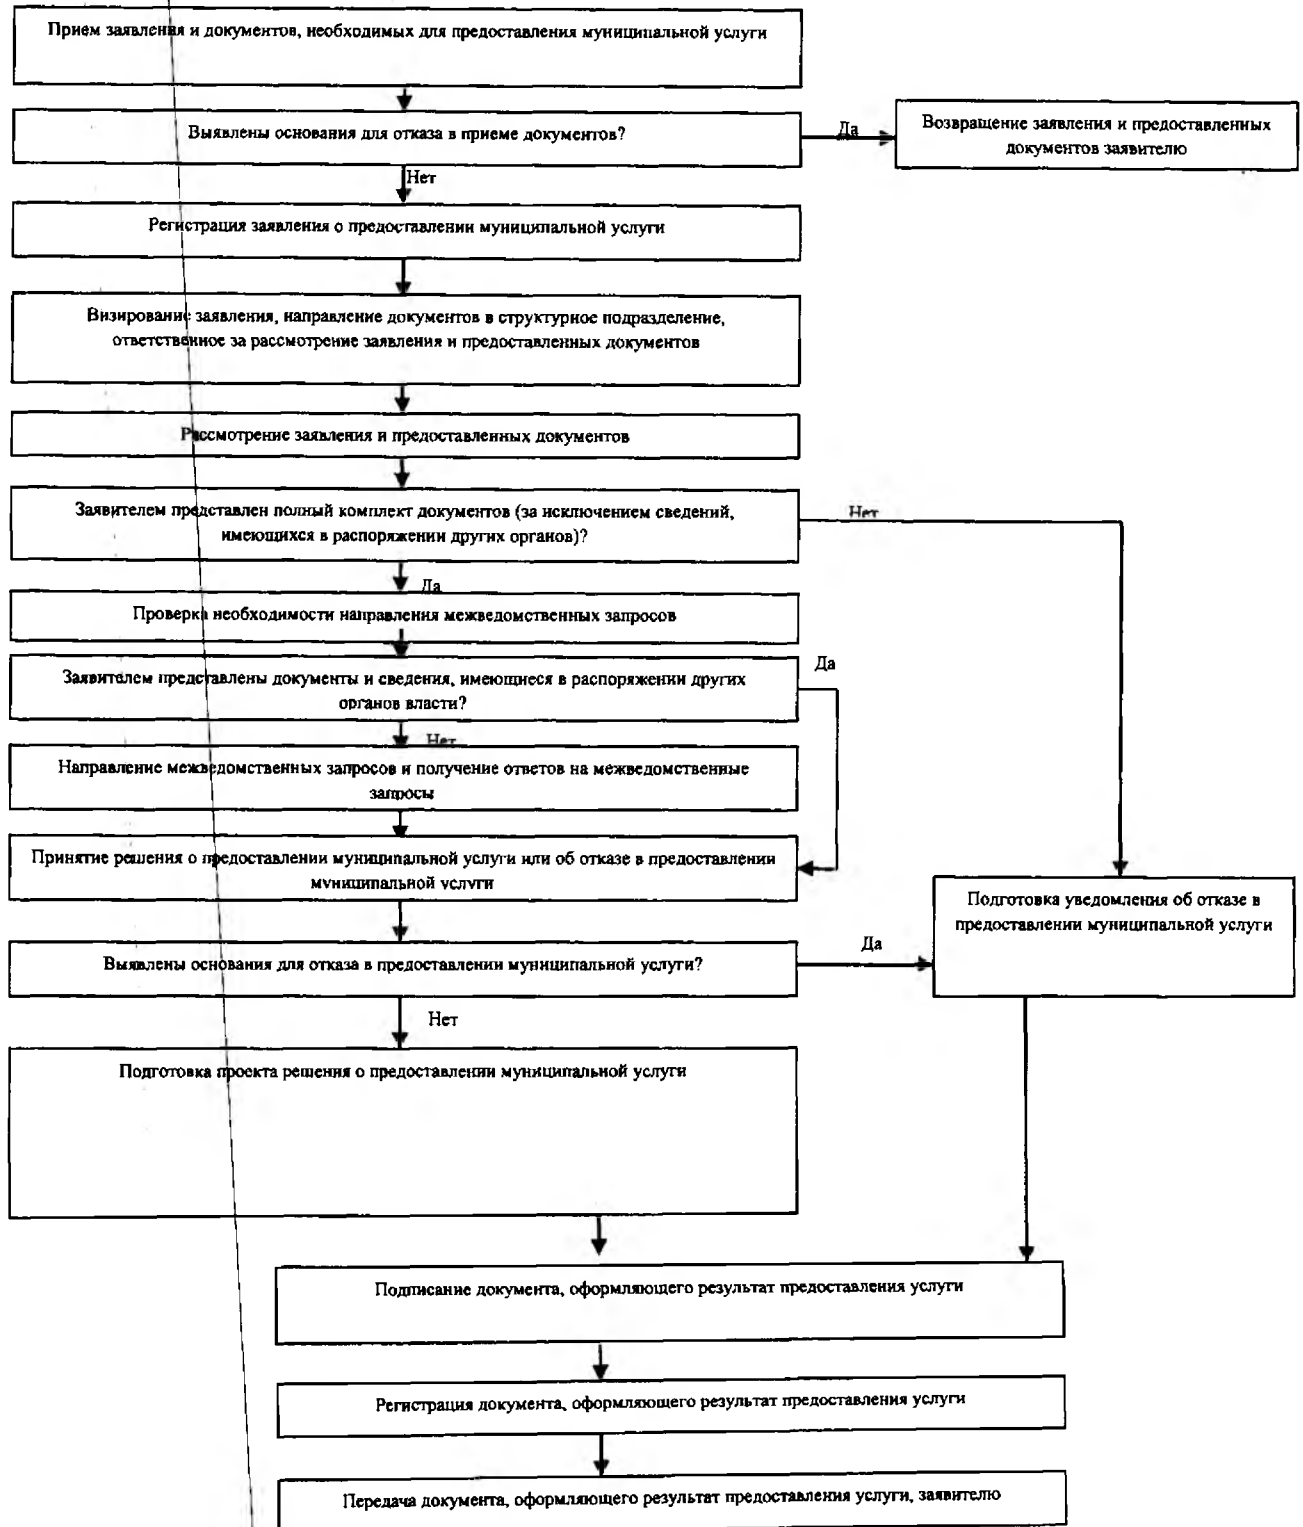 Прием заявления и документов, необходимых для предоставления муниципальной услуги
Выявлены основания для отказа в приеме документов?
Да
Возвращение заявления и предоставленных
документов заявителю
Нет
Регистрация заявления о предоставлении муниципальной услуги
Визирование заявления, направление документов в структурное подразделение,
ответственное за рассмотрение заявления и предоставленных документов
Рассмотрение заявления и предоставленных документов
Заявителем представлен полный комплект документов (за исключением сведений,
имеющихся в распоряжении других органов)?
Нет
Да
Проверка необходимости направления межведомственных запросов
Заявителем представлены документы и сведения, имеющиеся в распоряжении других
органов власти?
Да
Нет
Направление межведомственных запросов и получение ответов на межведомственные
запросы
Принятие решения о предоставлении муниципальной услуги или об отказе в предоставлении
муниципальной услуги
Подготовка уведомления об отказе в
предоставлении муниципальной услуги
Выявлены основания для отказа в предоставлении муниципальной услуги?
Да
Нет
Подготовка проекта решения о предоставлении муниципальной услуги
Подписание документа, оформляющего результат предоставления услуги
Регистрация документа, оформляющего результат предоставления услуги
Передача документа, оформляющего результат предоставления услуги, заявителю